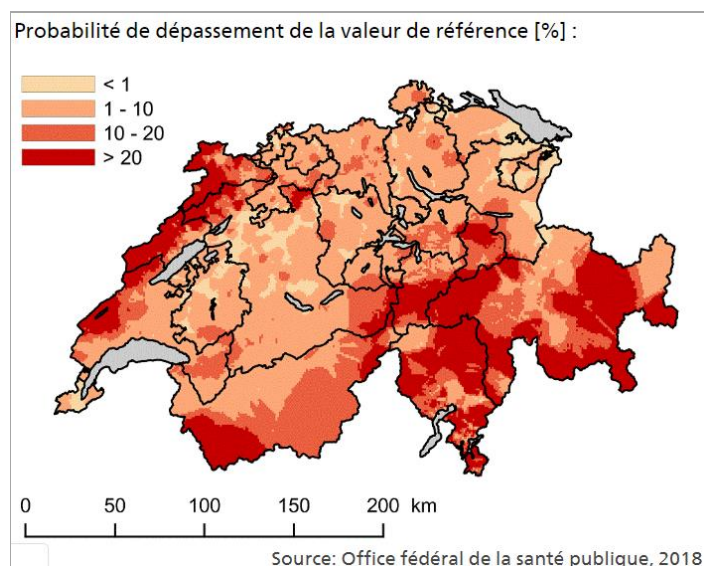 Probabilité de dépassement de la valeur de référence [%] :
< 1
1 - 10
10 - 20
> 20
0 50 100 150 200 km
Source: Office fédéral de la santé publique, 2018